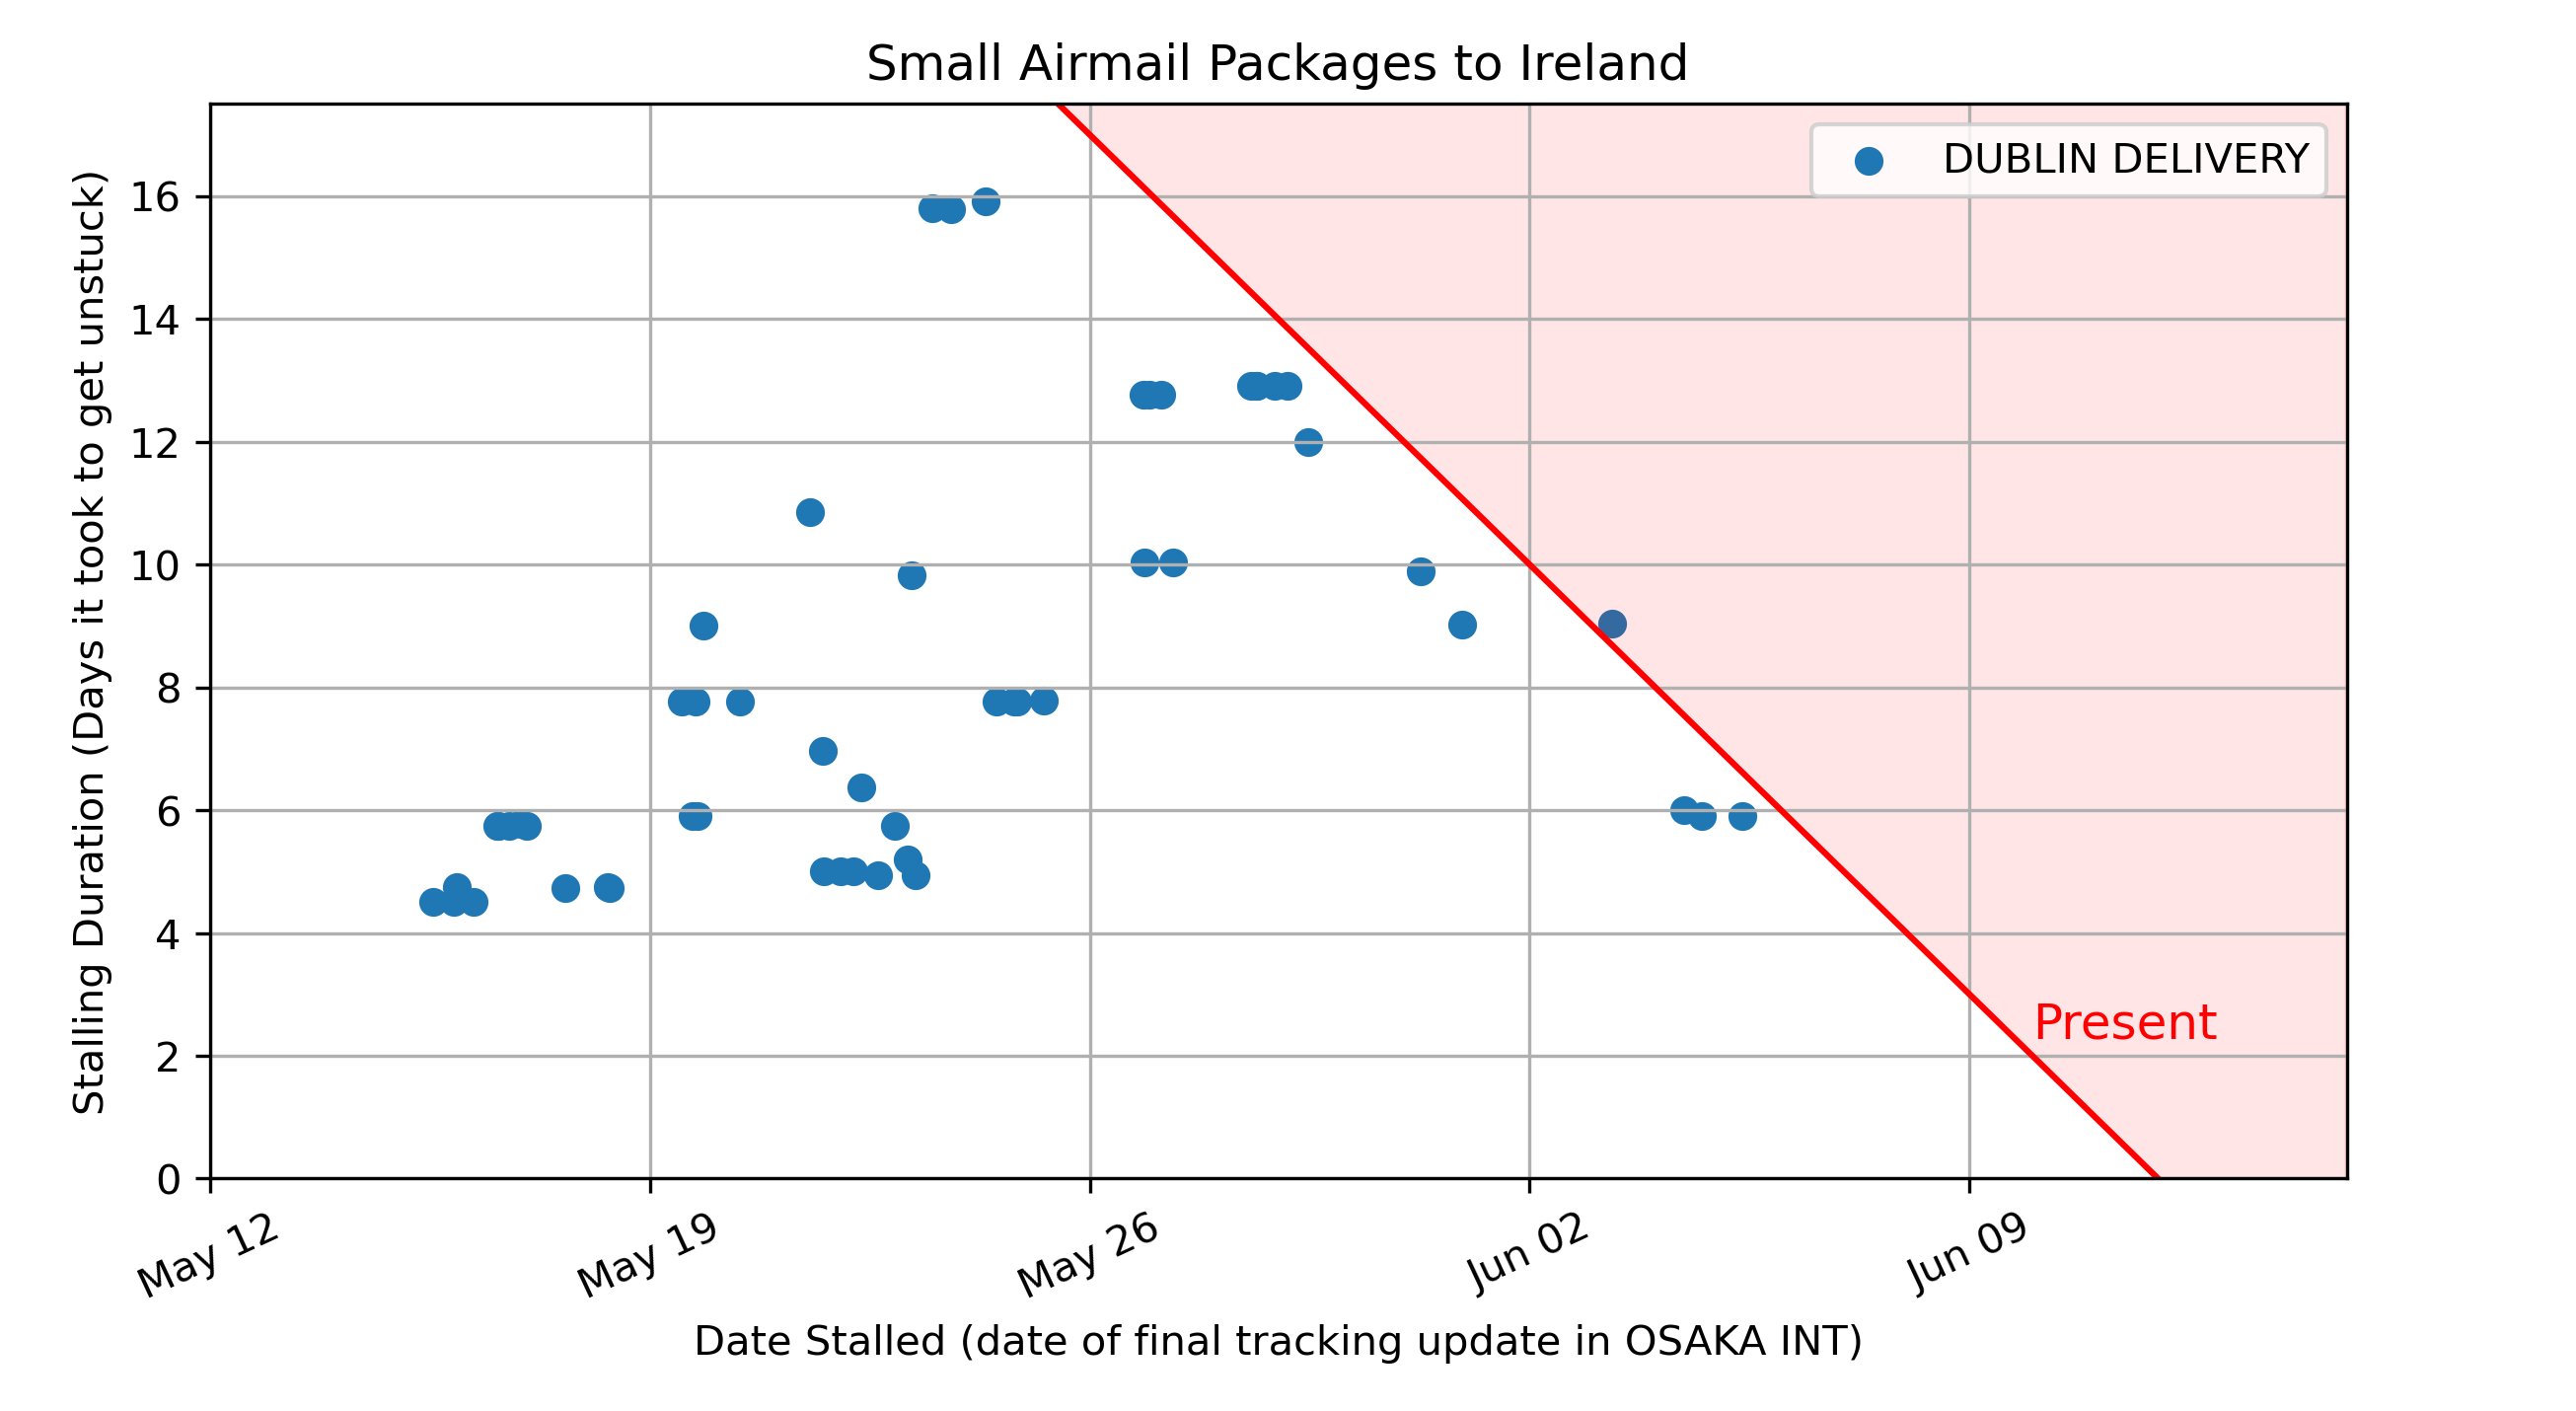 Small Airmail Packages to Ireland
DUBLIN DELIVERY
Stalling Duration (Days it took to get unstuck)
16
14
12
10
8
6
4
2
0
Present
May 12
May 19
May 26
Jun 02
Jun 09
Date Stalled (date of final tracking update in OSAKA INT)